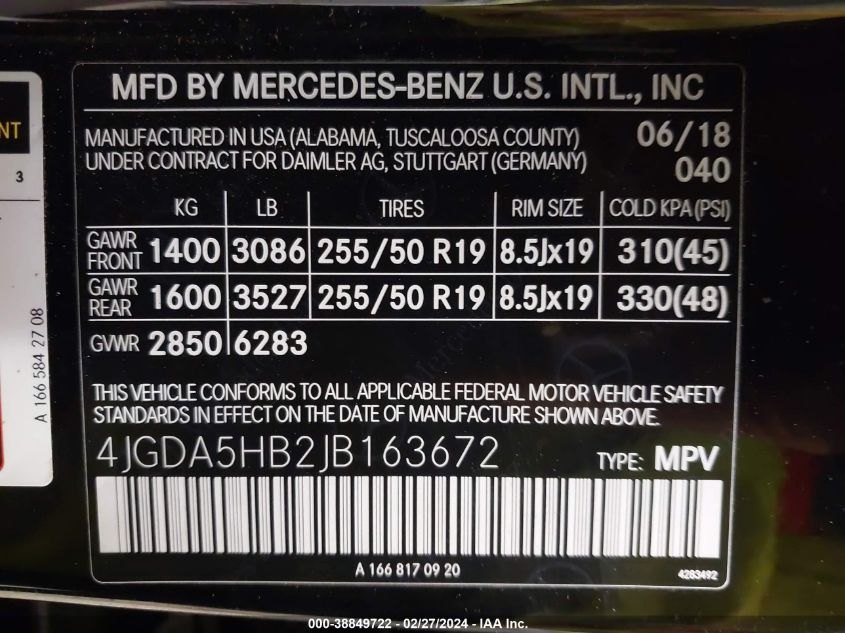 NT
3
A 166 584 27 08
MFD BY MERCEDES-BENZ U.S. INTL., INC
MANUFACTURED IN USA (ALABAMA, TUSCALOOSA COUNTY) 06/18
UNDER CONTRACT FOR DAIMLER AG, STUTTGART (GERMANY) 040
KG LB TIRES RIM SIZE COLD KPA(PSI)
GAWR FRONT 1400 3086 255/50 R19 8.5Jx19 310(45)
GAWR REAR 1600 3527 255/50 R19 8.5Jx19 330(48)
GVWR 2850 6283
THIS VEHICLE CONFORMS TO ALL APPLICABLE FEDERAL MOTOR VEHICLE SAFETY
STANDARDS IN EFFECT ON THE DATE OF MANUFACTURE SHOWN ABOVE.
4JGDA5HB2JB163672 TYPE: MPV
A 166 817 09 20
4283492
000-38849722 - 02/27/2024 - IAA Inc.